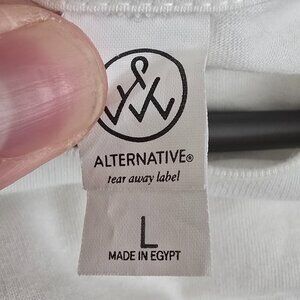 ALTERNATIVE®
tear away label
L
MADE IN EGYPT